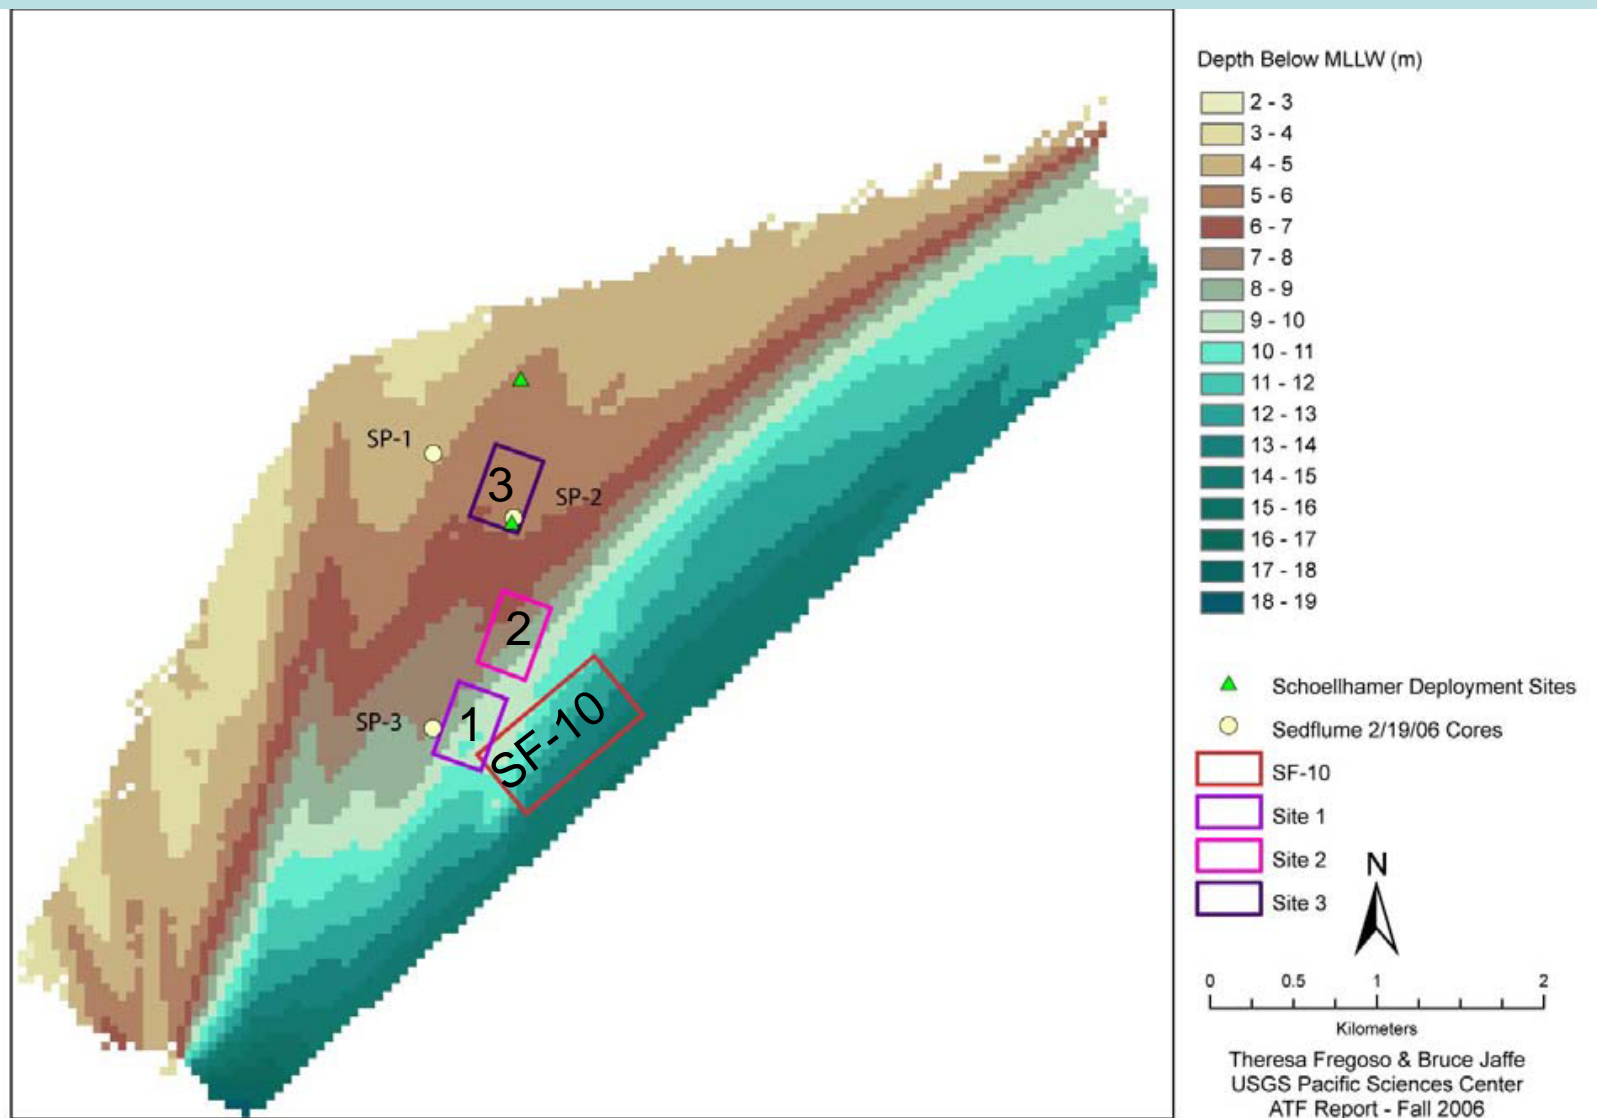 SP-1
3
SP-2
2
SP-3
1
SF-10
Depth Below MLLW (m)
2 - 3
3 - 4
4 - 5
5 - 6
6 - 7
7 - 8
8 - 9
9 - 10
10 - 11
11 - 12
12 - 13
13 - 14
14 - 15
15 - 16
16 - 17
17 - 18
18 - 19
Schoellhamer Deployment Sites
Sedflume 2/19/06 Cores
SF-10
Site 1
Site 2
Site 3
N
0 0.5 1 2
Kilometers
Theresa Fregoso & Bruce Jaffe
USGS Pacific Sciences Center
ATF Report - Fall 2006